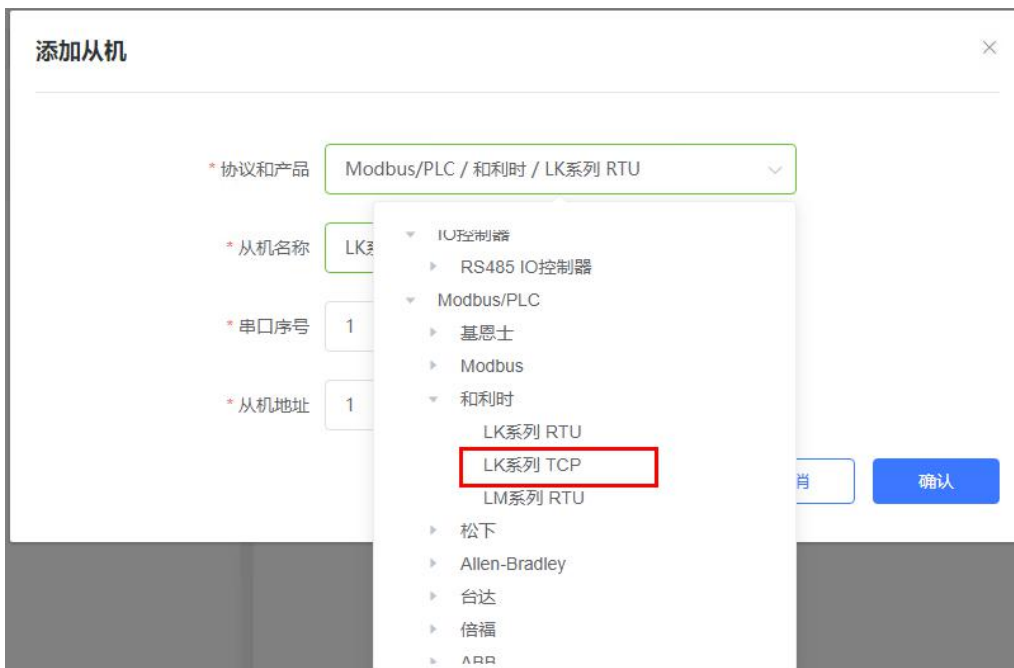 添加从机
* 协议和产品 Modbus/PLC / 和利时 / LK系列 RTU
IO控制器
* 从机名称 LK系
RS485 IO控制器
Modbus/PLC
* 串口序号 1
基恩士
Modbus
* 从机地址 1
和利时
LK系列 RTU
LK系列 TCP
消 确认
LM系列 RTU
松下
Allen-Bradley
台达
倍福
ABB